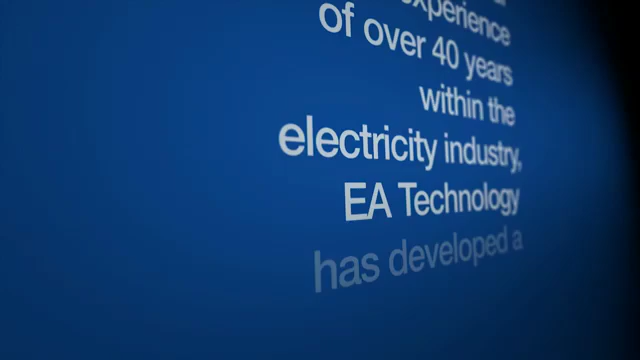 experience
of over 40 years
within the
electricity industry,
EA Technology
has developed a